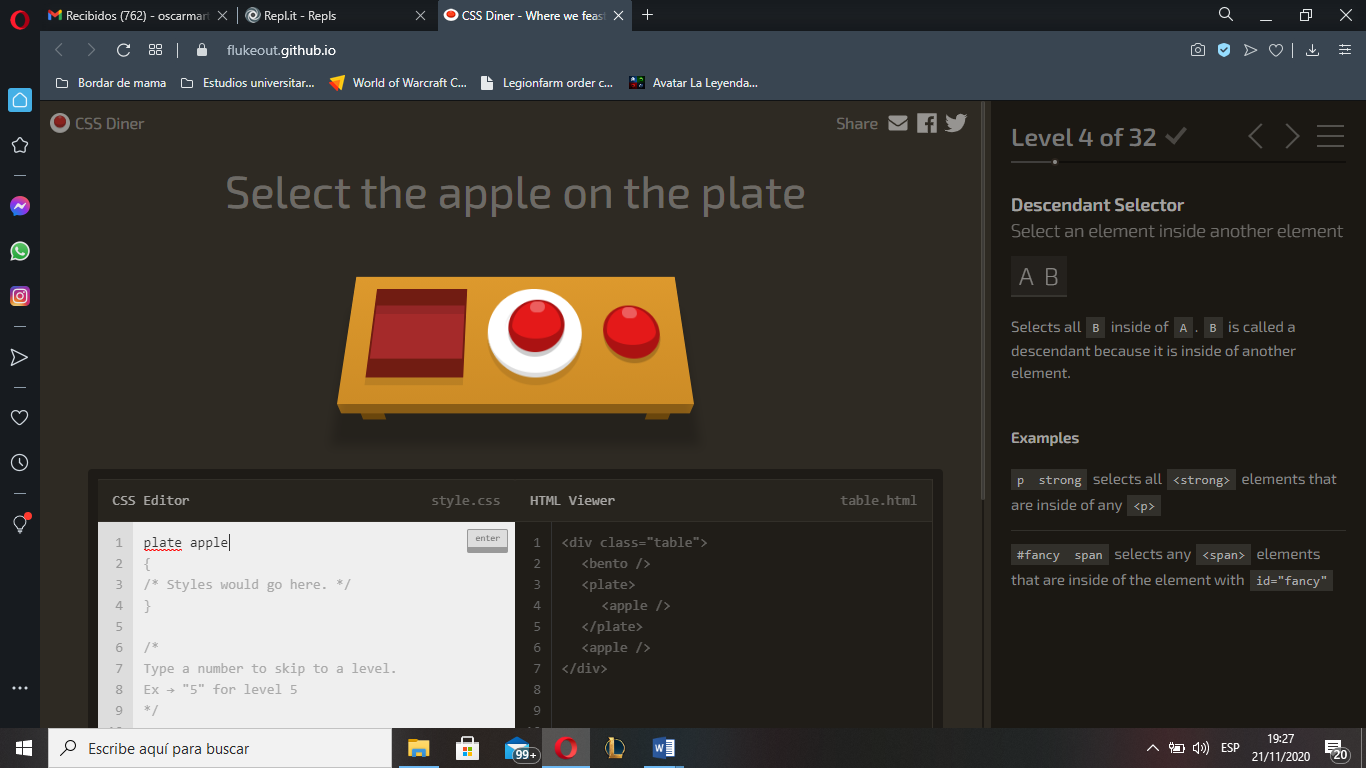 Recibidos (762) - oscarmar
Repl.it - Repls
CSS Diner - Where we feas
flukeout.github.io
Bordar de mama
Estudios universitar...
World of Warcraft C...
Legionfarm order c...
Avatar La Leyenda...
CSS Diner
Share
Select the apple on the plate
CSS Editor
style.css
HTML Viewer
table.html
enter
1 plate apple
2 {
3 /* Styles would go here. */
4 }
5
6 /*
7 Type a number to skip to a level.
8 Ex → "5" for level 5
9 */
1 <div class="table">
2 <bento />
3 <plate>
4 <apple />
5 </plate>
6 <apple />
7 </div>
8
9
Level 4 of 32
Descendant Selector
Select an element inside another element
A B
Selects all B inside of A . B is called a
descendant because it is inside of another
element.
Examples
p strong selects all <strong> elements that
are inside of any <p>
#fancy span selects any <span> elements
that are inside of the element with id="fancy"
Escribe aquí para buscar
99+
W
ESP
19:27
21/11/2020
20